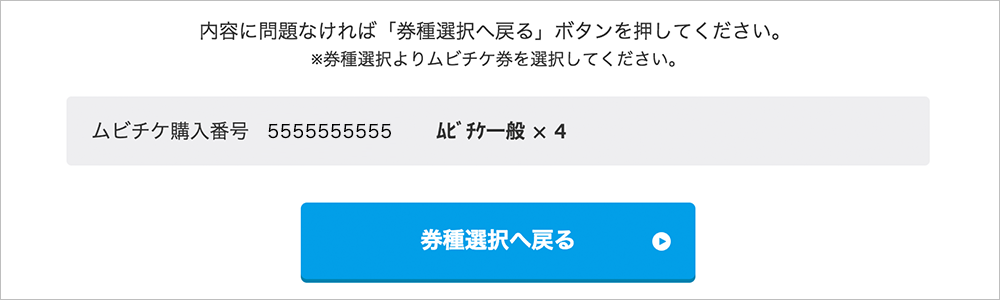 内容に問題なければ「券種選択へ戻る」ボタンを押してください。
※券種選択よりムビチケ券を選択してください。
ムビチケ購入番号　5555555555　ﾑﾋﾞﾁｹ一般 × 4
券種選択へ戻る